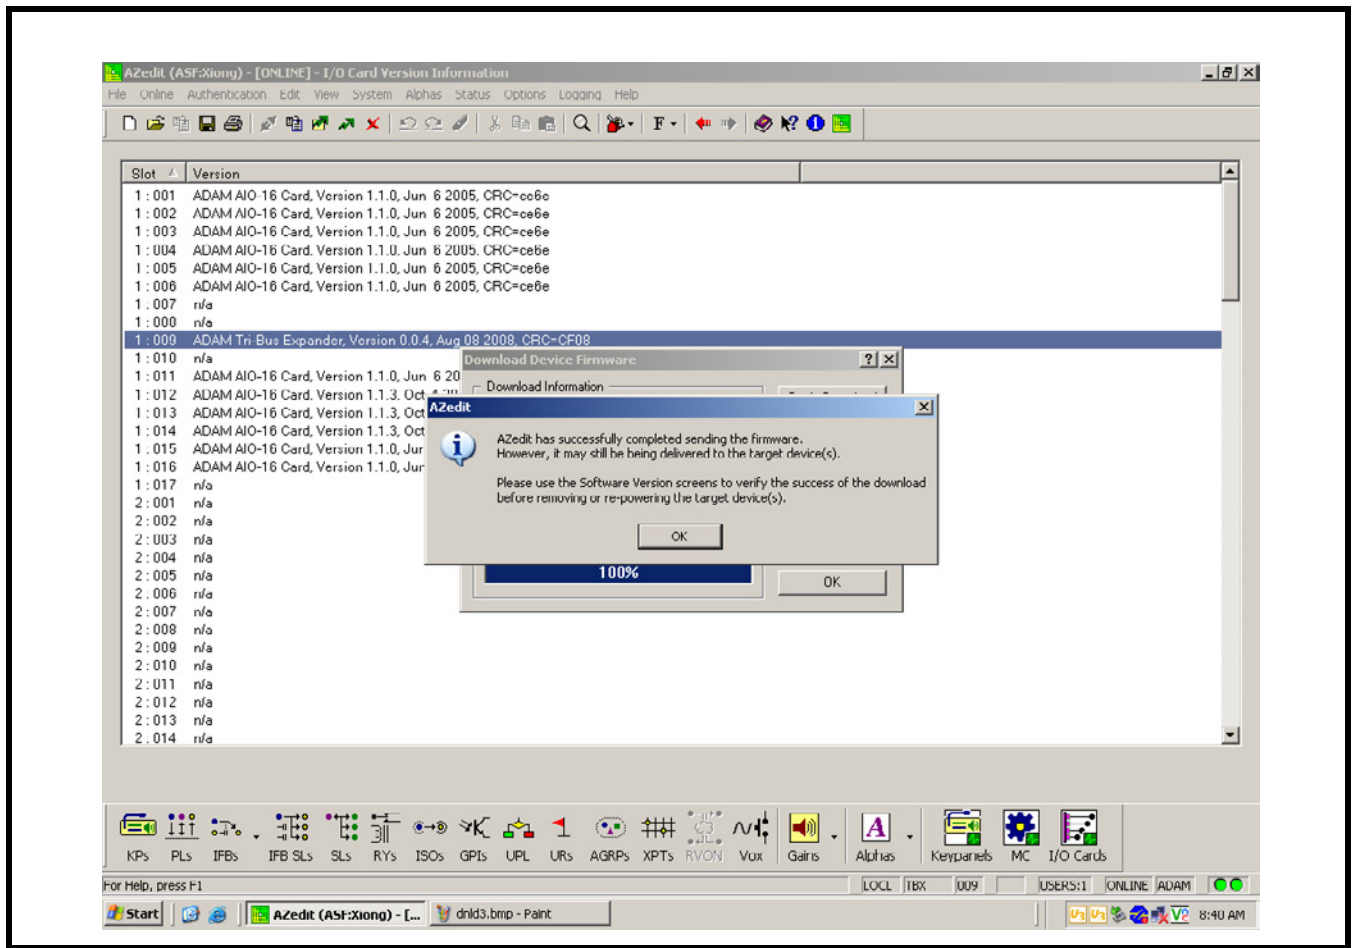 AZedit (ASF:Xiong) - [ONLINE] - I/O Card Version Information
File Online Authentication Edit View System Alphas Status Options Logging Help
F
Slot Version
1 : 001 ADAM AIO-16 Card, Version 1.1.0, Jun 6 2005, CRC=ce6e
1 : 002 ADAM AIO-16 Card, Version 1.1.0, Jun 6 2005, CRC=ce6e
1 : 003 ADAM AIO-16 Card, Version 1.1.0, Jun 6 2005, CRC=ce6e
1 : 004 ADAM AIO-16 Card, Version 1.1.0, Jun 6 2005, CRC=ce6e
1 : 005 ADAM AIO-16 Card, Version 1.1.0, Jun 6 2005, CRC=ce6e
1 : 006 ADAM AIO-16 Card, Version 1.1.0, Jun 6 2005, CRC=ce6e
1 : 007 n/a
1 : 008 n/a
1 : 009 ADAM Tri-Bus Expander, Version 0.0.4, Aug 08 2008, CRC=CF08
1 : 010 n/a
1 : 011 ADAM AIO-16 Card, Version 1.1.0, Jun 6 20
1 : 012 ADAM AIO-16 Card, Version 1.1.3, Oct
1 : 013 ADAM AIO-16 Card, Version 1.1.3, Oct
1 : 014 ADAM AIO-16 Card, Version 1.1.3, Oct
1 : 015 ADAM AIO-16 Card, Version 1.1.0, Jun
1 : 016 ADAM AIO-16 Card, Version 1.1.0, Jun
1 : 017 n/a
2 : 001 n/a
2 : 002 n/a
2 : 003 n/a
2 : 004 n/a
2 : 005 n/a
2 : 006 n/a
2 : 007 n/a
2 : 008 n/a
2 : 009 n/a
2 : 010 n/a
2 : 011 n/a
2 : 012 n/a
2 : 013 n/a
2 : 014 n/a
Download Device Firmware
Download Information
AZedit
AZedit has successfully completed sending the firmware.
However, it may still be being delivered to the target device(s).
Please use the Software Version screens to verify the success of the download
before removing or re-powering the target device(s).
OK
100%
OK
KPs PLs IFBs IFB SLs SLs RYs ISOs GPIs UPL URs AGRPs XPTs RVON Vox Gains Alphas Keypanels MC I/O Cards
For Help, press F1 LOCL TBX 009 USERS:1 ONLINE ADAM
Start AZedit (ASF:Xiong) - [... dnld3.bmp - Paint 8:40 AM